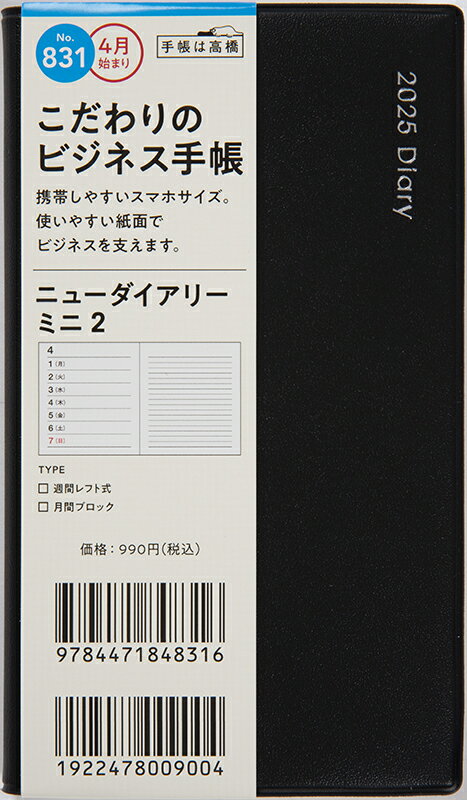 No.
831
4月
始まり
手帳は高橋
こだわりの
ビジネス手帳
携帯しやすいスマホサイズ。
使いやすい紙面で
ビジネスを支えます。
ニューダイアリー
ミニ 2
4
1 (月)
2 (火)
3 (水)
4 (木)
5 (金)
6 (土)
7 (日)
TYPE
□ 週間レフト式
□ 月間ブロック
価格：990円(税込)
9784471848316
1922478009004
2025 Diary